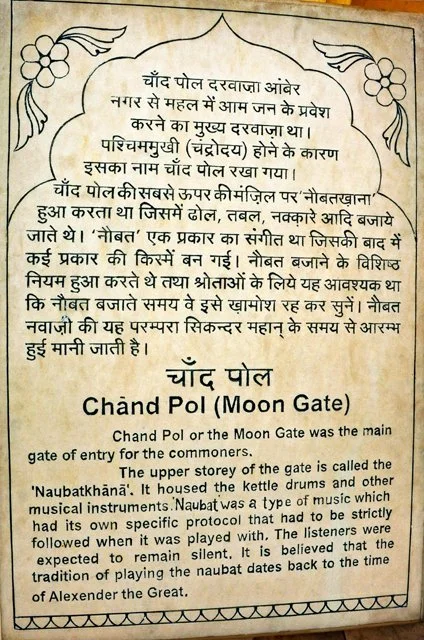 चाँद पोल दरवाजा आंबेर
नगर से महल में आम जन के प्रवेश
करने का मुख्य दरवाज़ा था।
पश्चिममुखी (चंद्रोदय) होने के कारण
इसका नाम चाँद पोल रखा गया।
चाँद पोल की सबसे ऊपर की मंज़िल पर 'नौबतखा़ना'
हुआ करता था जिसमें ढोल, तबल, नक्कारे आदि बजाये
जाते थे। 'नौबत' एक प्रकार का संगीत था जिसकी बाद में
कई प्रकार की किस्में बन गई। नौबत बजाने के विशिष्ठ
नियम हुआ करते थे तथा श्रोताओं के लिये यह आवश्यक था
कि नौबत बजाते समय वे इसे ख़ामोश रह कर सुनें। नौबत
नवाज़ी की यह परम्परा सिकन्दर महान् के समय से आरम्भ
हुई मानी जाती है।
चाँद पोल
Chānd Pol (Moon Gate)
Chand Pol or the Moon Gate was the main
gate of entry for the commoners.
The upper storey of the gate is called the
'Naubatkhānā'. It housed the kettle drums and other
musical instruments. 'Naubat' was a type of music which
had its own specific protocol that had to be strictly
followed when it was played with. The listeners were
expected to remain silent. It is believed that the
tradition of playing the naubat dates back to the time
of Alexender the Great.